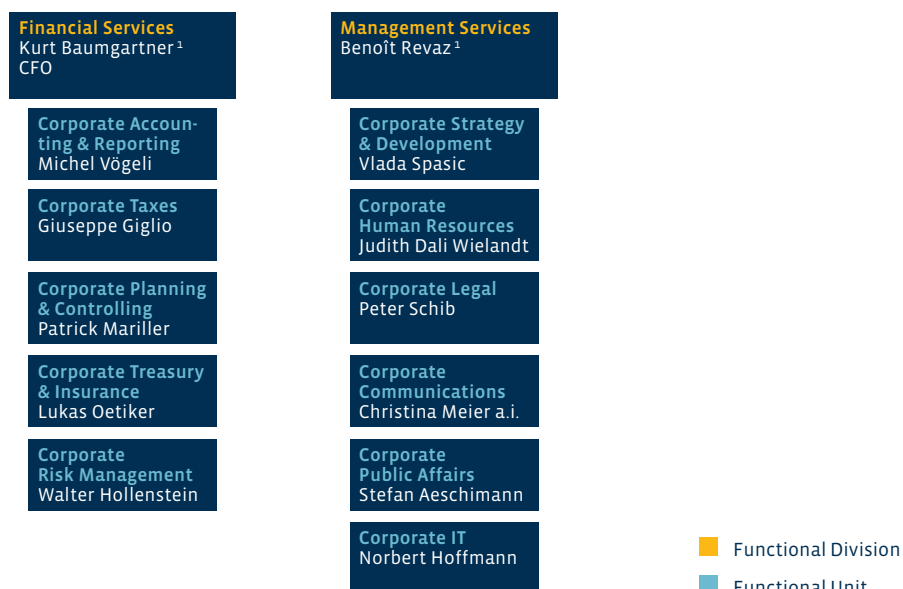 Financial Services
Kurt Baumgartner ¹
CFO
Corporate Accoun-
ting & Reporting
Michel Vögeli
Corporate Taxes
Giuseppe Giglio
Corporate Planning
& Controlling
Patrick Mariller
Corporate Treasury
& Insurance
Lukas Oetiker
Corporate
Risk Management
Walter Hollenstein
Management Services
Benoît Revaz ¹
Corporate Strategy
& Development
Vlada Spasic
Corporate
Human Resources
Judith Dali Wielandt
Corporate Legal
Peter Schib
Corporate
Communications
Christina Meier a.i.
Corporate
Public Affairs
Stefan Aeschimann
Corporate IT
Norbert Hoffmann
Functional Division
Functional Unit